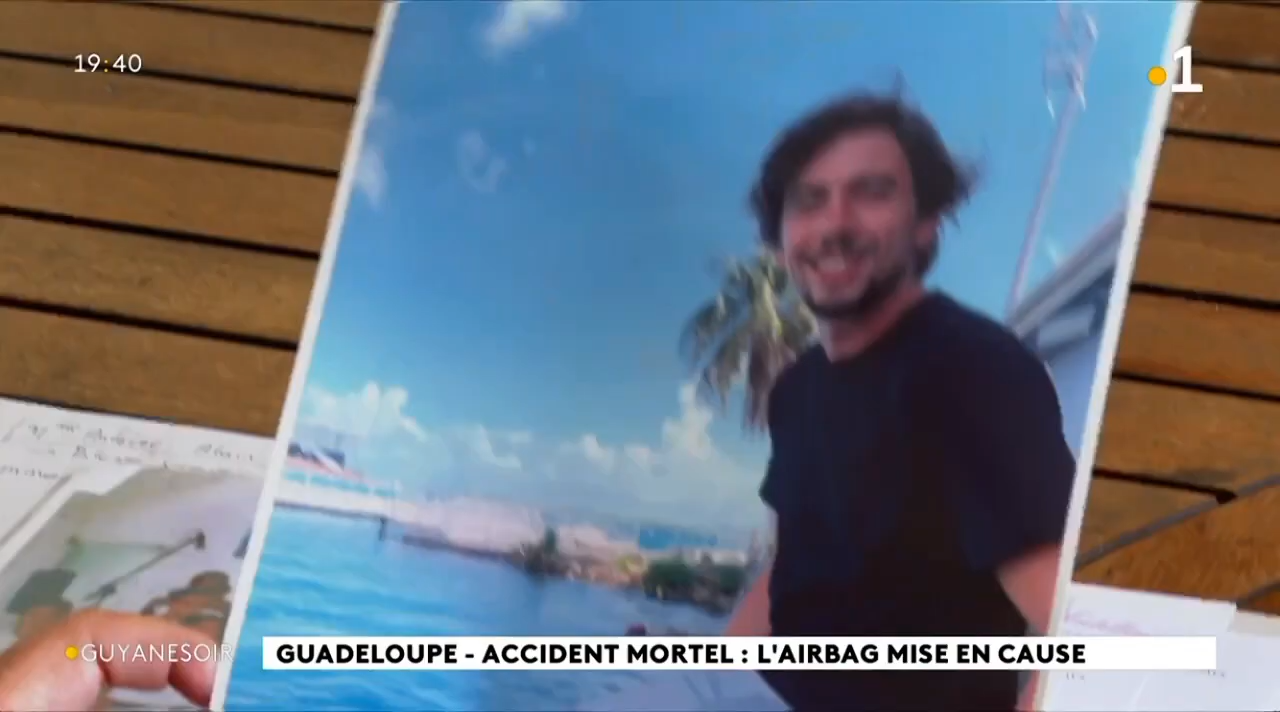 19:40
1
GUYANESOIR
GUADELOUPE - ACCIDENT MORTEL : L'AIRBAG MISE EN CAUSE